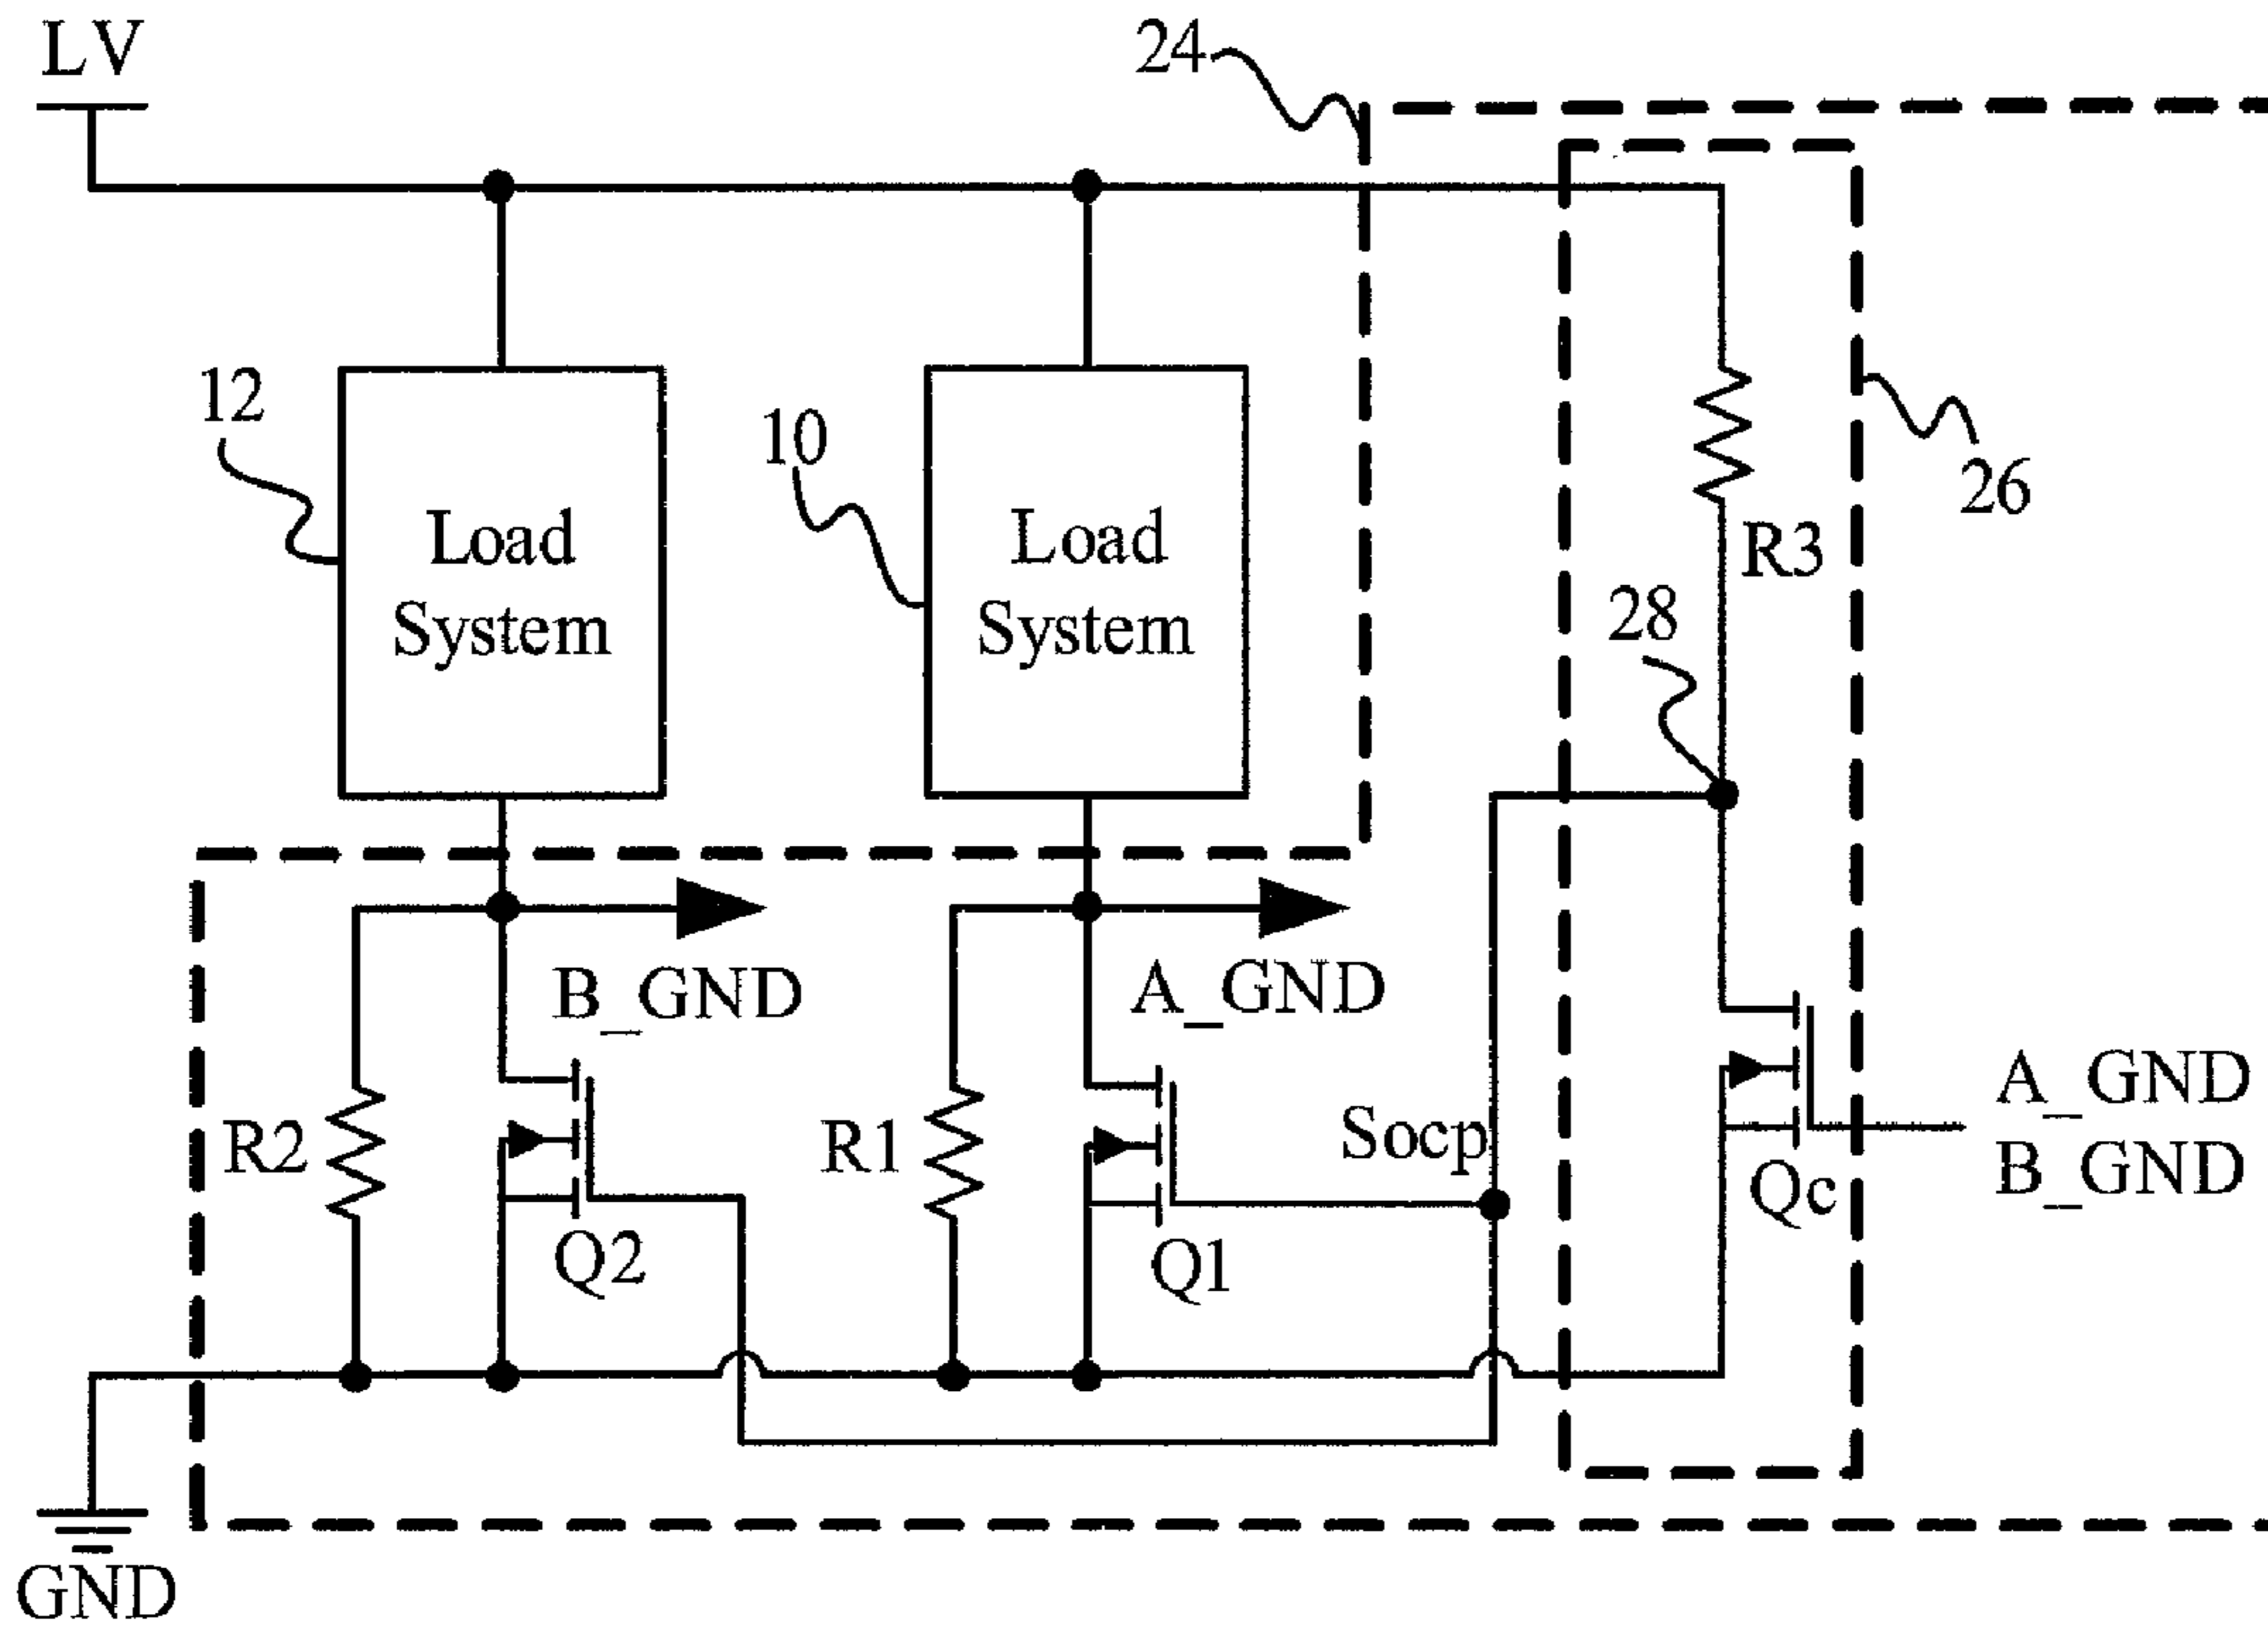 LV
24
12
Load
System
10
Load
System
R3
26
28
B_GND
A_GND
R2
Q2
R1
Q1
Socp
Qc
A_GND
B_GND
GND